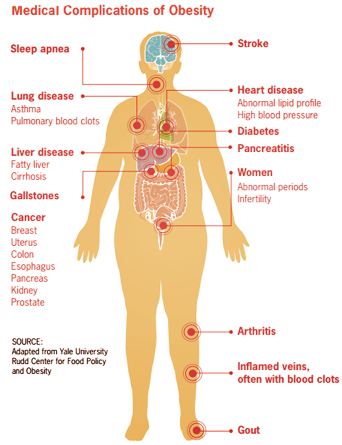 Medical Complications of Obesity
Sleep apnea
Lung disease
Asthma
Pulmonary blood clots
Liver disease
Fatty liver
Cirrhosis
Gallstones
Cancer
Breast
Uterus
Colon
Esophagus
Pancreas
Kidney
Prostate
SOURCE:
Adapted from Yale University
Rudd Center for Food Policy
and Obesity
Stroke
Heart disease
Abnormal lipid profile
High blood pressure
Diabetes
Pancreatitis
Women
Abnormal periods
Infertility
Arthritis
Inflamed veins,
often with blood clots
Gout